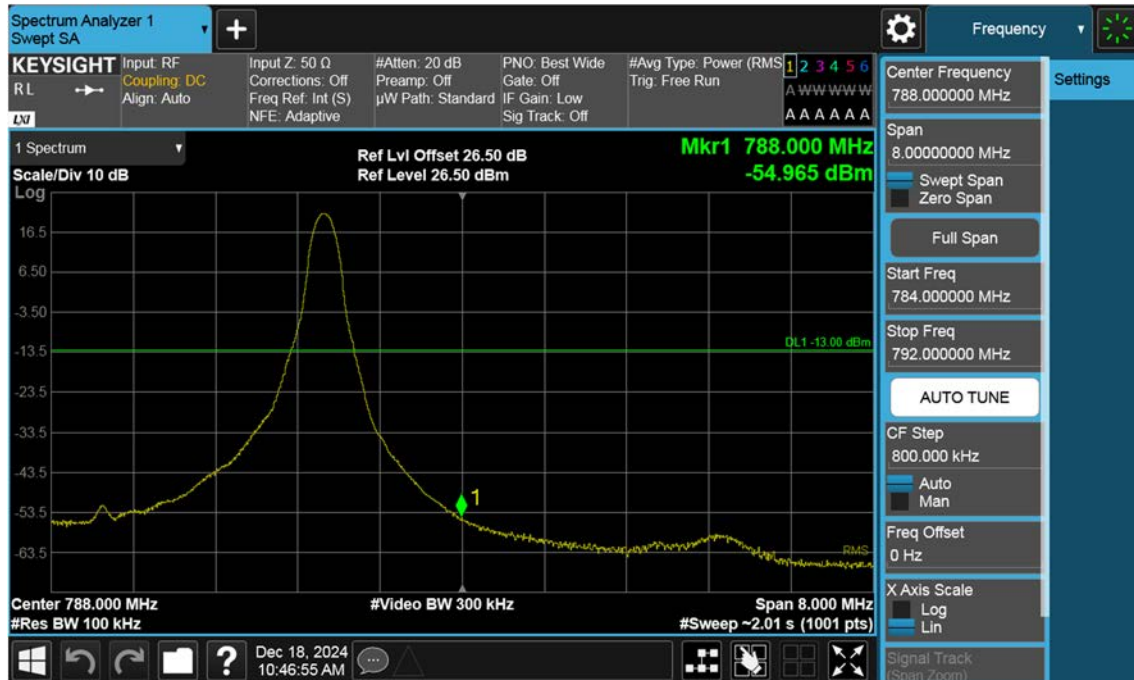 Spectrum Analyzer 1
Swept SA
+
Frequency
KEYSIGHT
RL
LXI
Input: RF
Coupling: DC
Align: Auto
Input Z: 50 Ω
Corrections: Off
Freq Ref: Int (S)
NFE: Adaptive
#Atten: 20 dB
Preamp: Off
µW Path: Standard
PNO: Best Wide
Gate: Off
IF Gain: Low
Sig Track: Off
#Avg Type: Power (RMS
Trig: Free Run
1 2 3 4 5 6
A W W W W W
A A A A A A
1 Spectrum
Scale/Div 10 dB
Ref Lvl Offset 26.50 dB
Ref Level 26.50 dBm
Mkr1 788.000 MHz
-54.965 dBm
Log
16.5
6.50
-3.50
-13.5
-23.5
-33.5
-43.5
-53.5
-63.5
DL1 -13.00 dBm
1
RMS
Center 788.000 MHz
#Video BW 300 kHz
Span 8.000 MHz
#Res BW 100 kHz
#Sweep ~2.01 s (1001 pts)
?
Dec 18, 2024
10:46:55 AM
Center Frequency
788.000000 MHz
Settings
Span
8.00000000 MHz
Swept Span
Zero Span
Full Span
Start Freq
784.000000 MHz
Stop Freq
792.000000 MHz
AUTO TUNE
CF Step
800.000 kHz
Auto
Man
Freq Offset
0 Hz
X Axis Scale
Log
Lin
Signal Track
(Span Zoom)